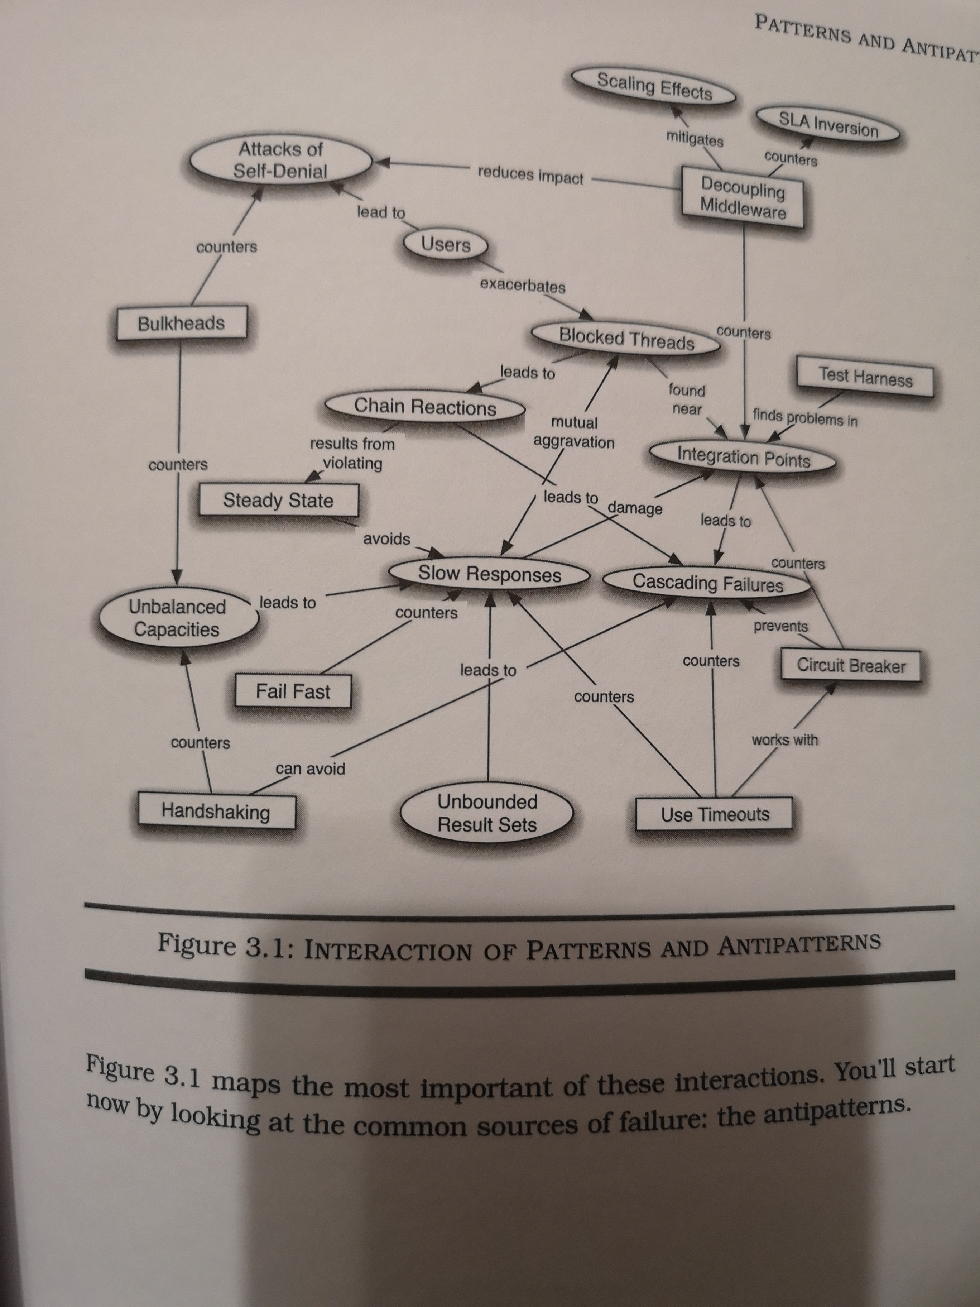 PATTERNS AND ANTIPAT
Scaling Effects
SLA Inversion
mitigates
counters
Attacks of
Self-Denial
reduces impact
Decoupling
Middleware
lead to
Users
counters
exacerbates
Bulkheads
Blocked Threads
counters
leads to
found
near
Test Harness
Chain Reactions
mutual
aggravation
finds problems in
results from
violating
Integration Points
counters
Steady State
leads to
damage
leads to
avoids
Slow Responses
Cascading Failures
counters
Unbalanced
Capacities
leads to
counters
prevents
Fail Fast
leads to
counters
Circuit Breaker
counters
counters
can avoid
works with
Handshaking
Unbounded
Result Sets
Use Timeouts
Figure 3.1: INTERACTION OF PATTERNS AND ANTIPATTERNS
Figure 3.1 maps the most important of these interactions. You'll start
now by looking at the common sources of failure: the antipatterns.